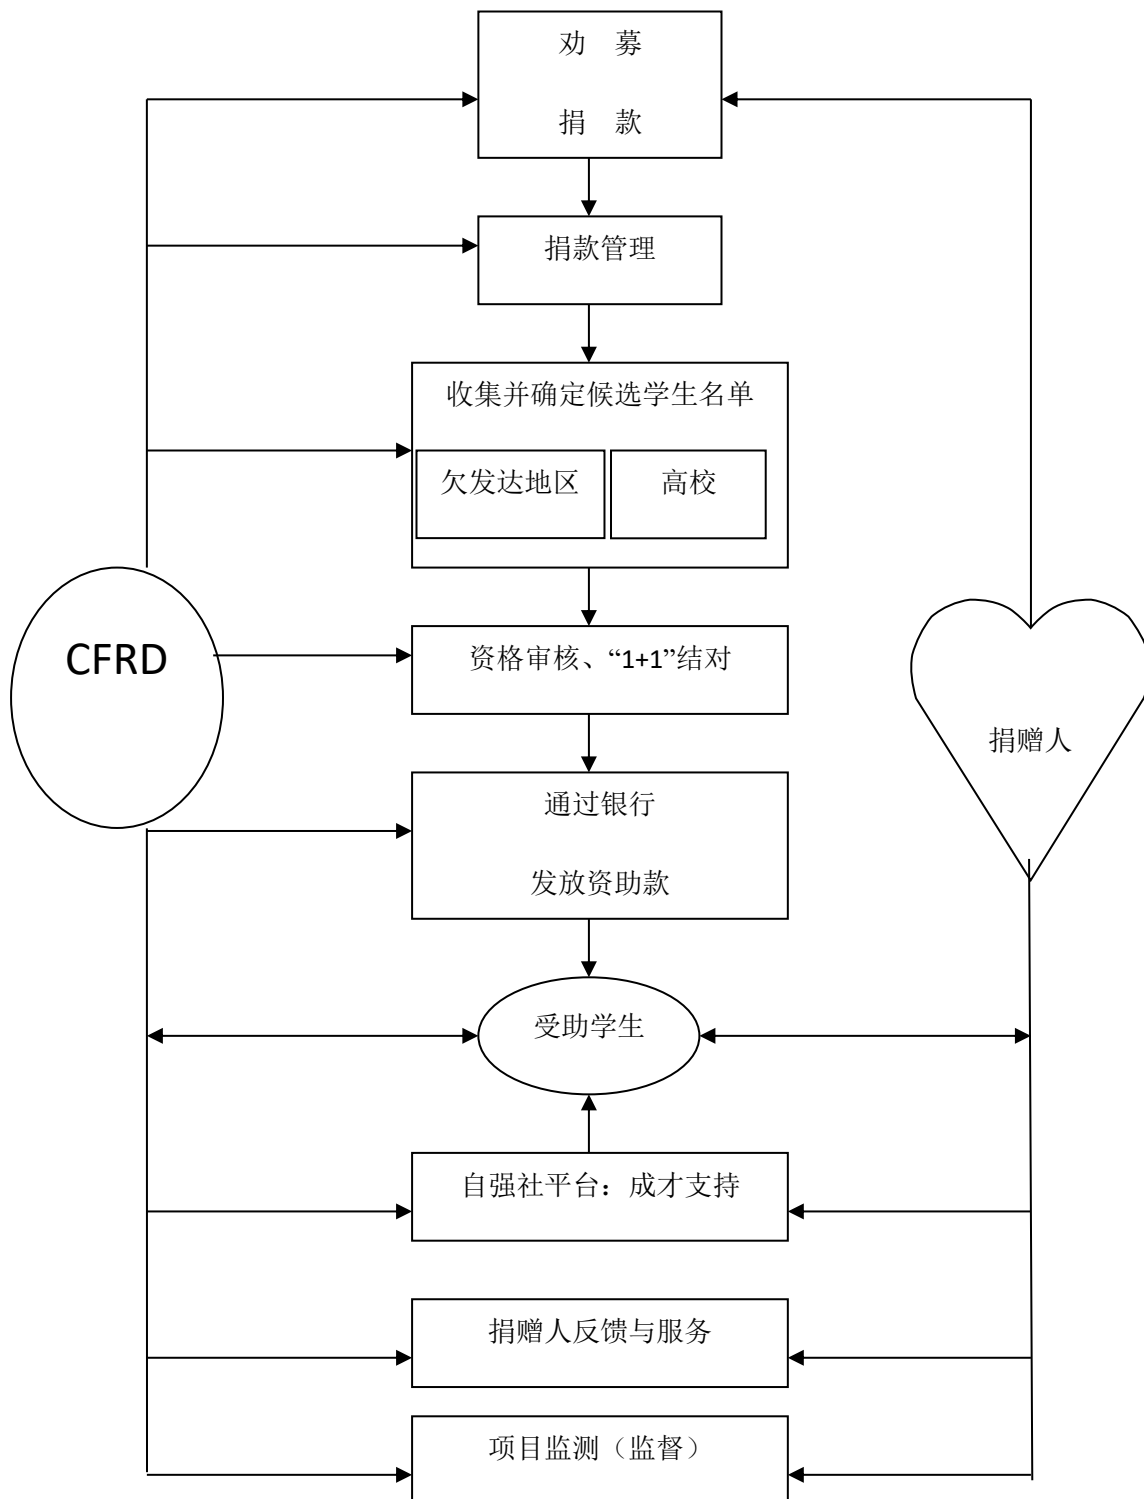 劝 募
捐 款
捐款管理
收集并确定候选学生名单
欠发达地区
高校
CFRD
资格审核、“1+1”结对
捐赠人
通过银行
发放资助款
受助学生
自强社平台：成才支持
捐赠人反馈与服务
项目监测（监督）